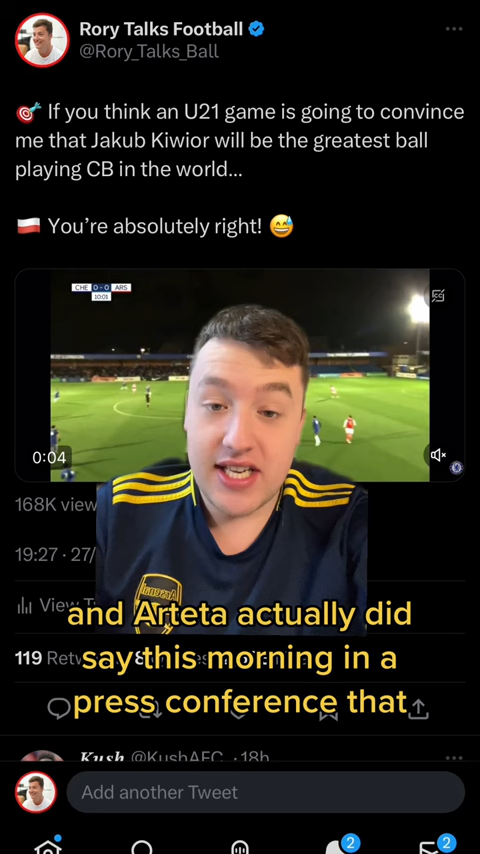 Rory Talks Football
@Rory_Talks_Ball
🎯 If you think an U21 game is going to convince
me that Jakub Kiwior will be the greatest ball
playing CB in the world...
🇵🇱 You're absolutely right! 😅
CHE 0-0 ARS
10:01
0:04
168K view
19:27 · 27/
View T
and Arteta actually did
119 Retw
say this morning in a
press conference that
Kush @KushAFC · 18h
Add another Tweet
2
2